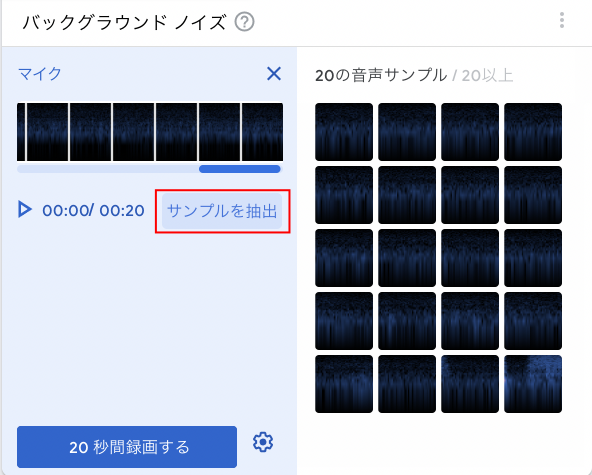 バックグラウンド ノイズ ?
マイク
00:00/ 00:20
サンプルを抽出
20 秒間録画する
20の音声サンプル / 20以上